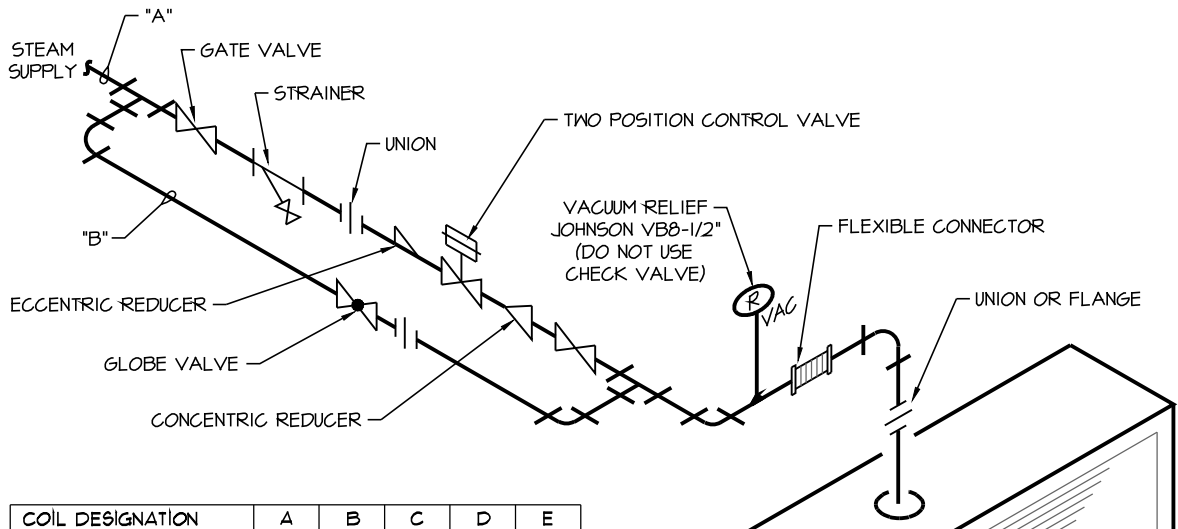 "A"
STEAM
SUPPLY
GATE VALVE
STRAINER
TWO POSITION CONTROL VALVE
UNION
VACUUM RELIEF
JOHNSON VB8-1/2"
(DO NOT USE
CHECK VALVE)
FLEXIBLE CONNECTOR
"B"
R
VAC
UNION OR FLANGE
ECCENTRIC REDUCER
GLOBE VALVE
CONCENTRIC REDUCER
COIL DESIGNATION A B C D E